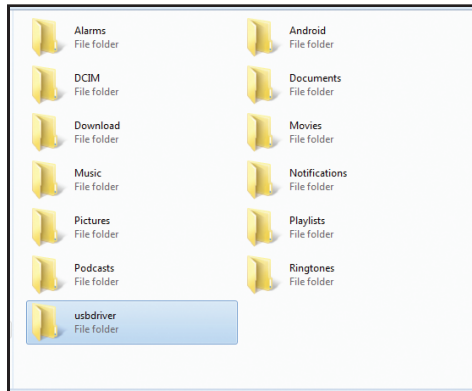 Alarms
File folder
Android
File folder
DCIM
File folder
Documents
File folder
Download
File folder
Movies
File folder
Music
File folder
Notifications
File folder
Pictures
File folder
Playlists
File folder
Podcasts
File folder
Ringtones
File folder
usbdriver
File folder